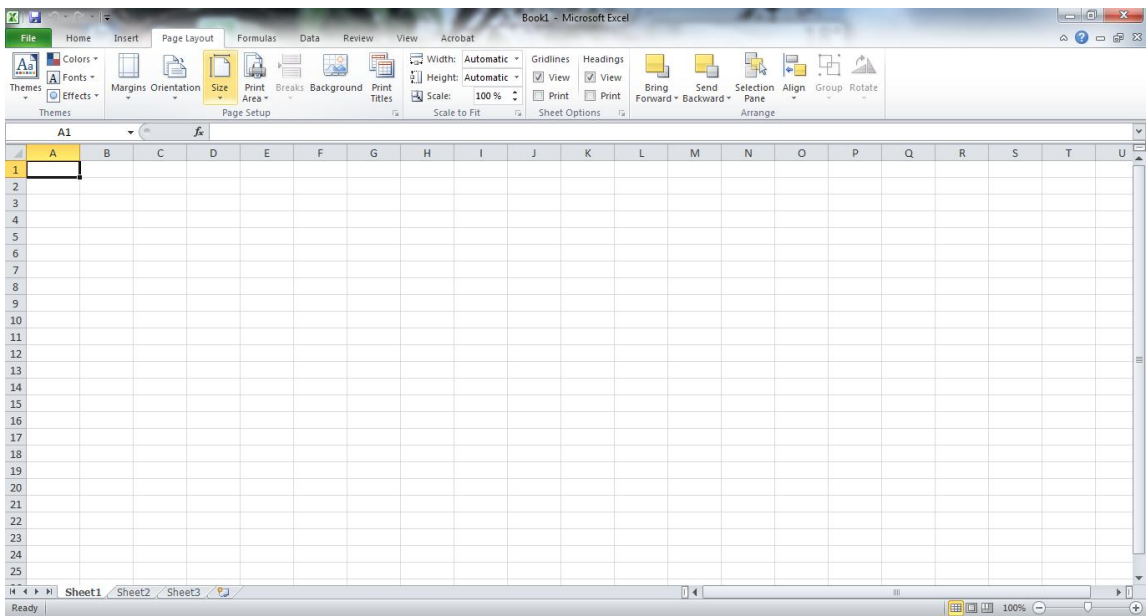 Book1 - Microsoft Excel
File Home Insert Page Layout Formulas Data Review View Acrobat
Themes
Colors
Fonts
Effects
Themes
Margins Orientation Size Print Area Breaks Background Print Titles
Page Setup
Width: Automatic
Height: Automatic
Scale: 100 %
Scale to Fit
Gridlines Headings
View View
Print Print
Sheet Options
Bring Forward Send Backward Selection Pane Align Group Rotate
Arrange
A1 fx
A B C D E F G H I J K L M N O P Q R S T U
1
2
3
4
5
6
7
8
9
10
11
12
13
14
15
16
17
18
19
20
21
22
23
24
25
Sheet1 Sheet2 Sheet3
Ready 100%